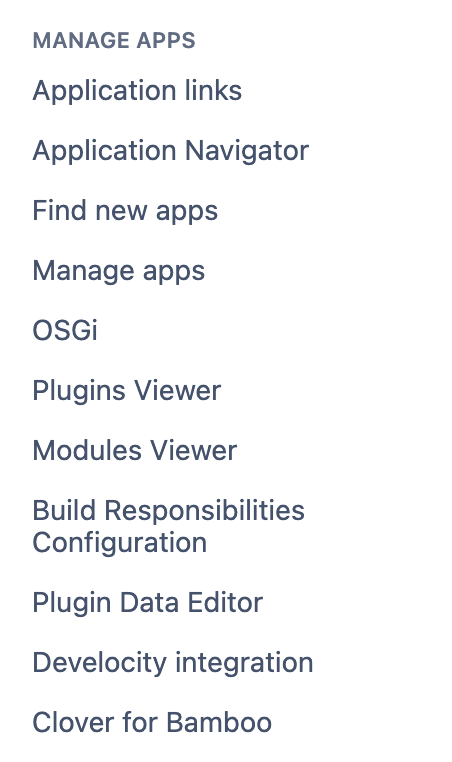 MANAGE APPS
Application links
Application Navigator
Find new apps
Manage apps
OSGi
Plugins Viewer
Modules Viewer
Build Responsibilities
Configuration
Plugin Data Editor
Develocity integration
Clover for Bamboo